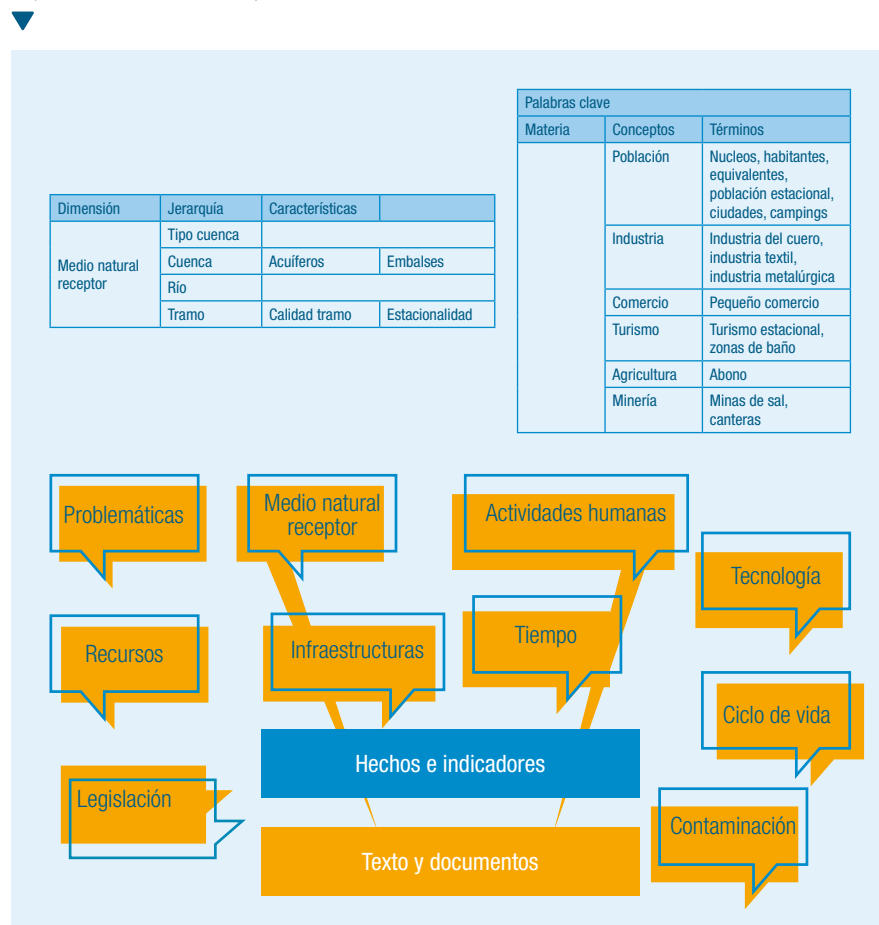 Palabras clave
Materia Conceptos Términos
Población Nucleos, habitantes,
equivalentes,
población estacional,
ciudades, campings
Industria Industria del cuero,
industria textil,
industria metalúrgica
Comercio Pequeño comercio
Turismo Turismo estacional,
zonas de baño
Agricultura Abono
Minería Minas de sal,
canteras
Dimensión Jerarquía Características
Tipo cuenca
Medio natural
receptor
Cuenca Acuíferos Embalses
Río
Tramo Calidad tramo Estacionalidad
Problemáticas
Medio natural
receptor
Actividades humanas
Tecnología
Recursos
Infraestructuras
Tiempo
Ciclo de vida
Hechos e indicadores
Legislación
Contaminación
Texto y documentos